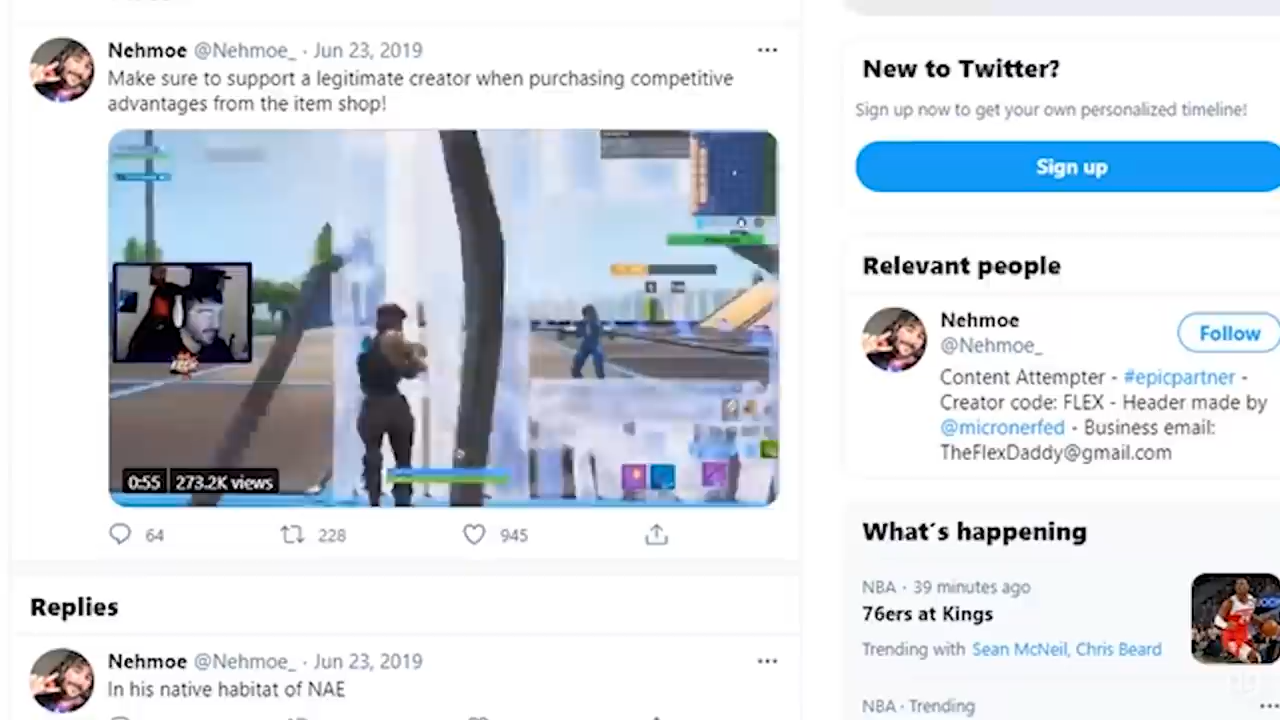 Nehmoe @Nehmoe_ · Jun 23, 2019
Make sure to support a legitimate creator when purchasing competitive
advantages from the item shop!
0:55 273.2K views
64 228 945
Replies
Nehmoe @Nehmoe_ · Jun 23, 2019
In his native habitat of NAE
New to Twitter?
Sign up now to get your own personalized timeline!
Sign up
Relevant people
Nehmoe
@Nehmoe_
Follow
Content Attempter - #epicpartner -
Creator code: FLEX - Header made by
@micronerfed - Business email:
TheFlexDaddy@gmail.com
What´s happening
NBA · 39 minutes ago
76ers at Kings
Trending with Sean McNeil, Chris Beard
NBA · Trending